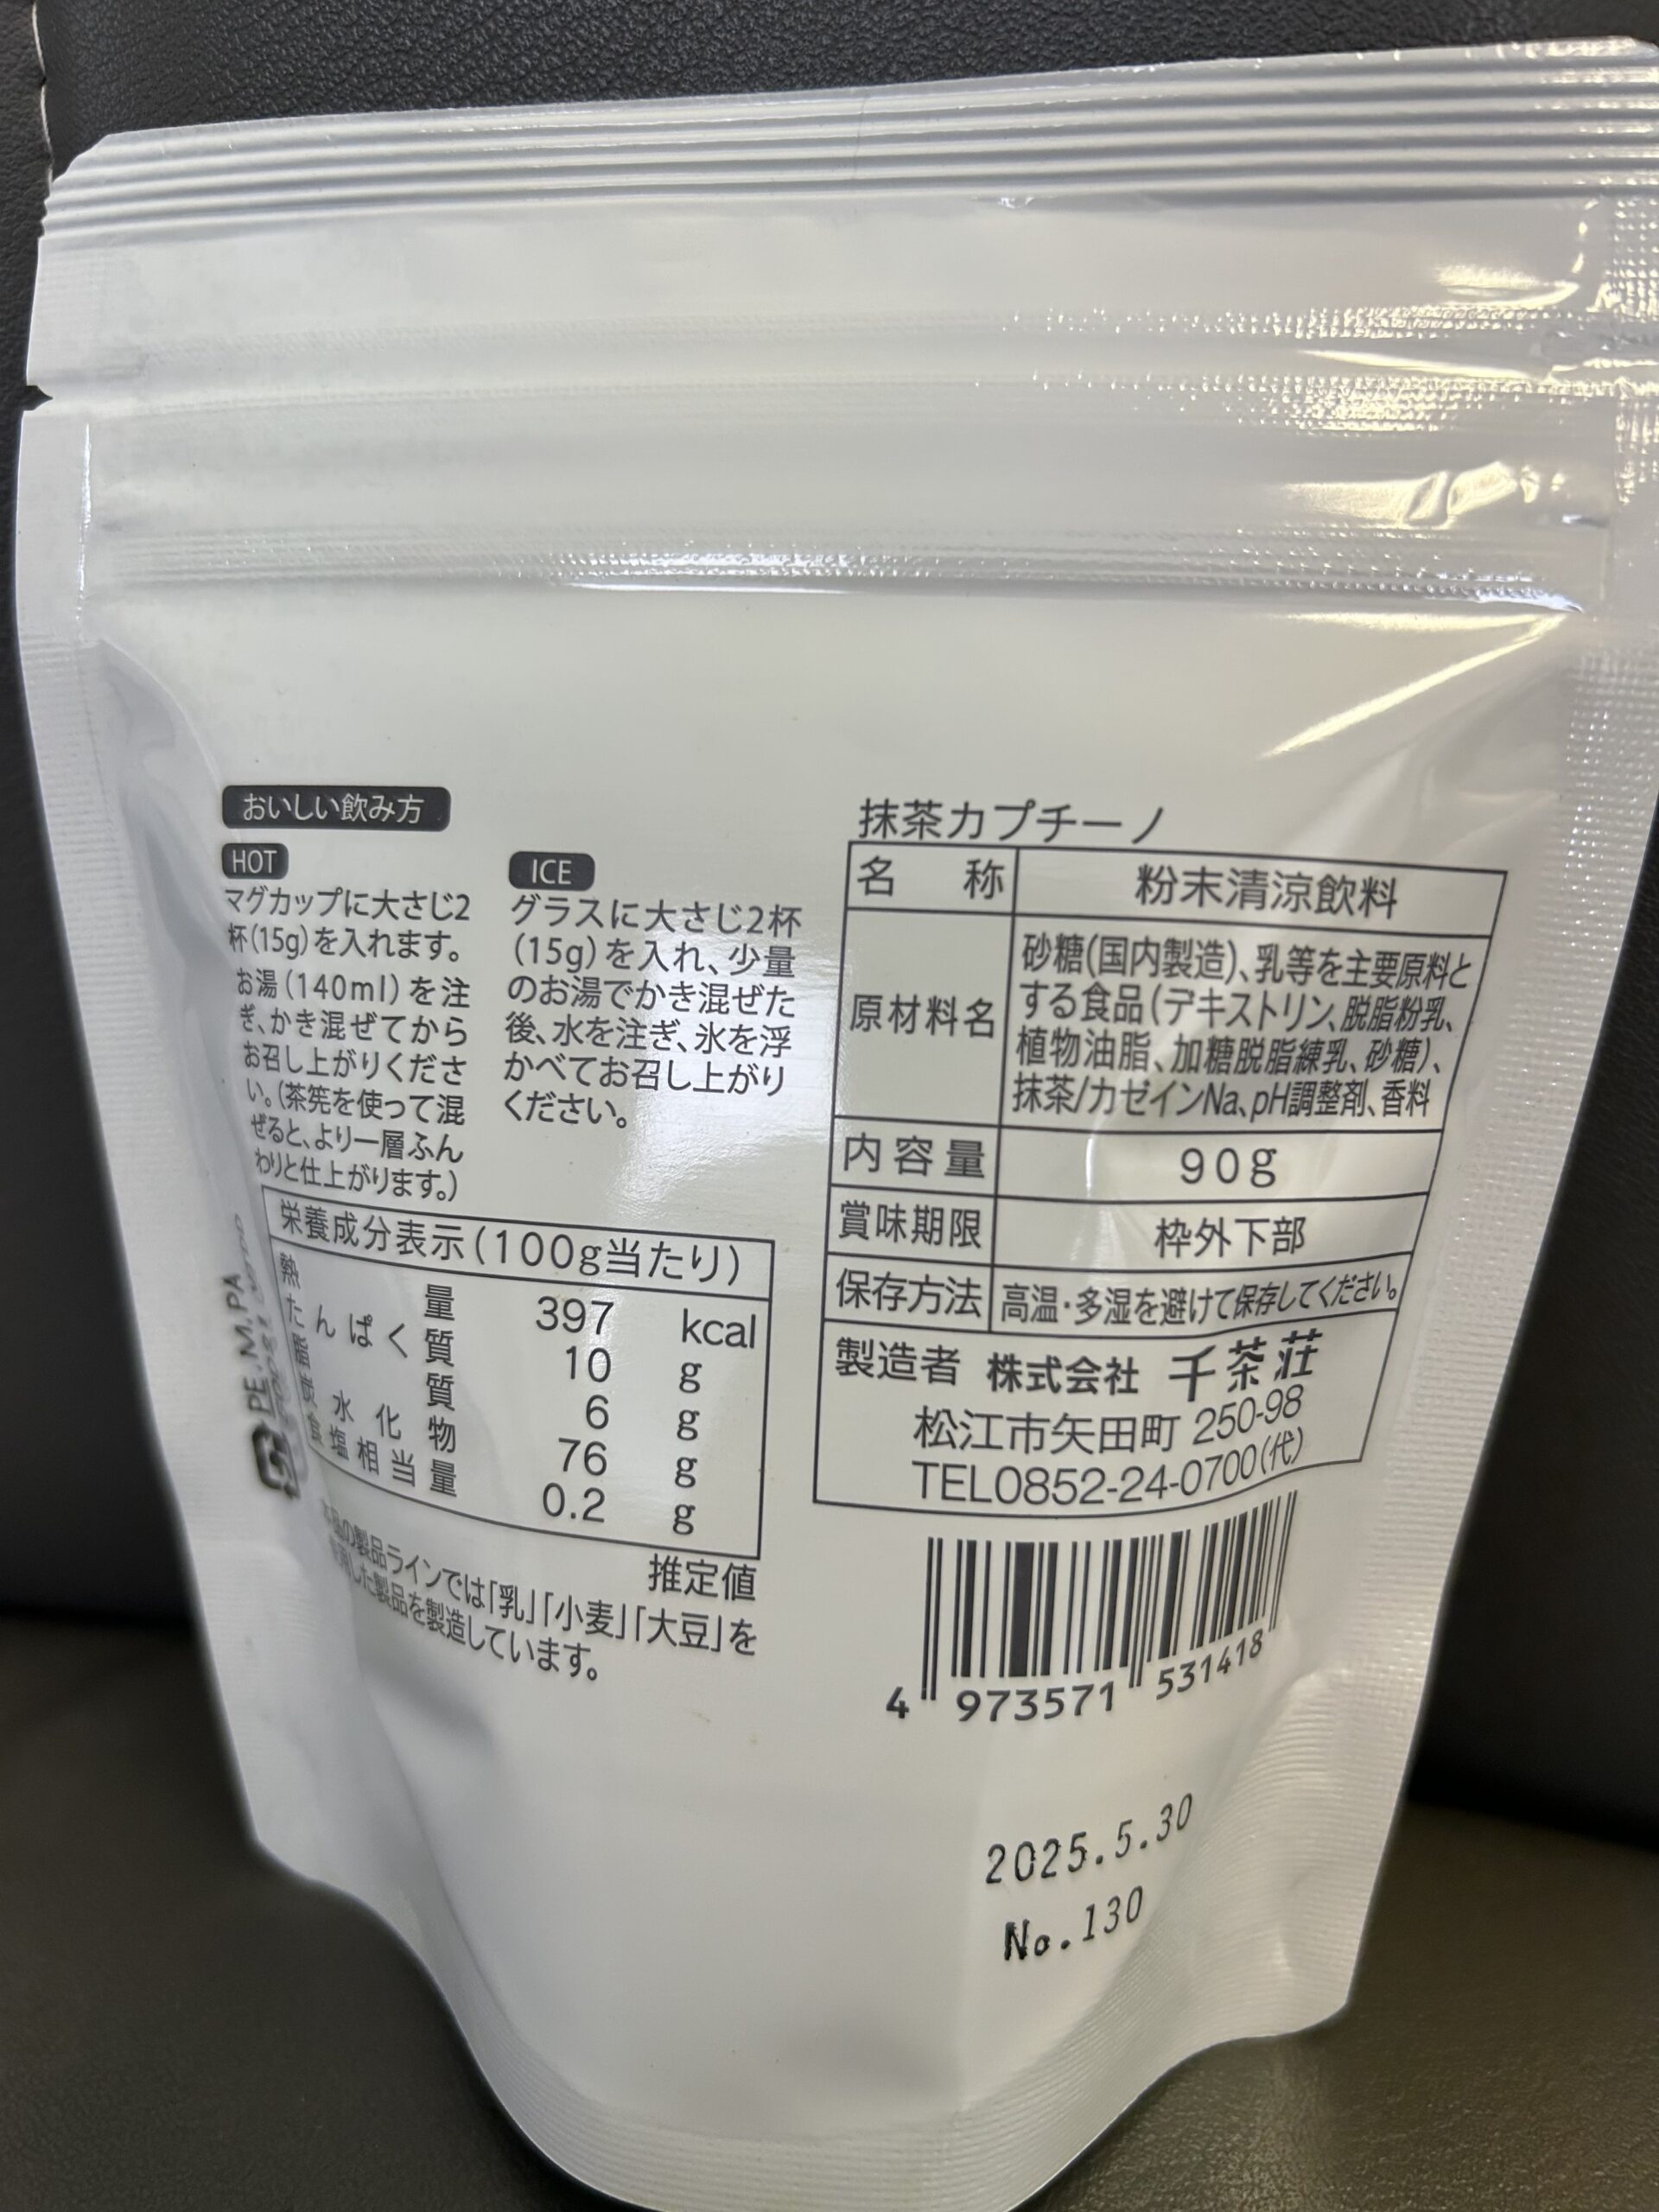 おいしい飲み方
HOT
マグカップに大さじ2
杯(15g)を入れます。
お湯(140ml)を注
ぎ、かき混ぜてから
お召し上がりくださ
い。(茶筅を使って混
ぜると、より一層ふん
わりと仕上がります。)
ICE
グラスに大さじ2杯
(15g)を入れ、少量
のお湯でかき混ぜた
後、水を注ぎ、氷を浮
かべてお召し上がり
ください。
栄養成分表示(100g当たり)
熱量 397 kcal
たんぱく質 10 g
脂質 6 g
炭水化物 76 g
食塩相当量 0.2 g
推定値
の製品ラインでは「乳」「小麦」「大豆」を
した製品を製造しています。
PE.M.PA
抹茶カプチーノ
名称 粉末清涼飲料
原材料名 砂糖(国内製造)、乳等を主要原料と
する食品(デキストリン、脱脂粉乳、
植物油脂、加糖脱脂練乳、砂糖)、
抹茶/カゼインNa、pH調整剤、香料
内容量 90g
賞味期限 枠外下部
保存方法 高温・多湿を避けて保存してください。
製造者 株式会社 千茶荘
松江市矢田町 250-98
TEL0852-24-0700(代)
4 973571 531418
2025.5.30
No.130